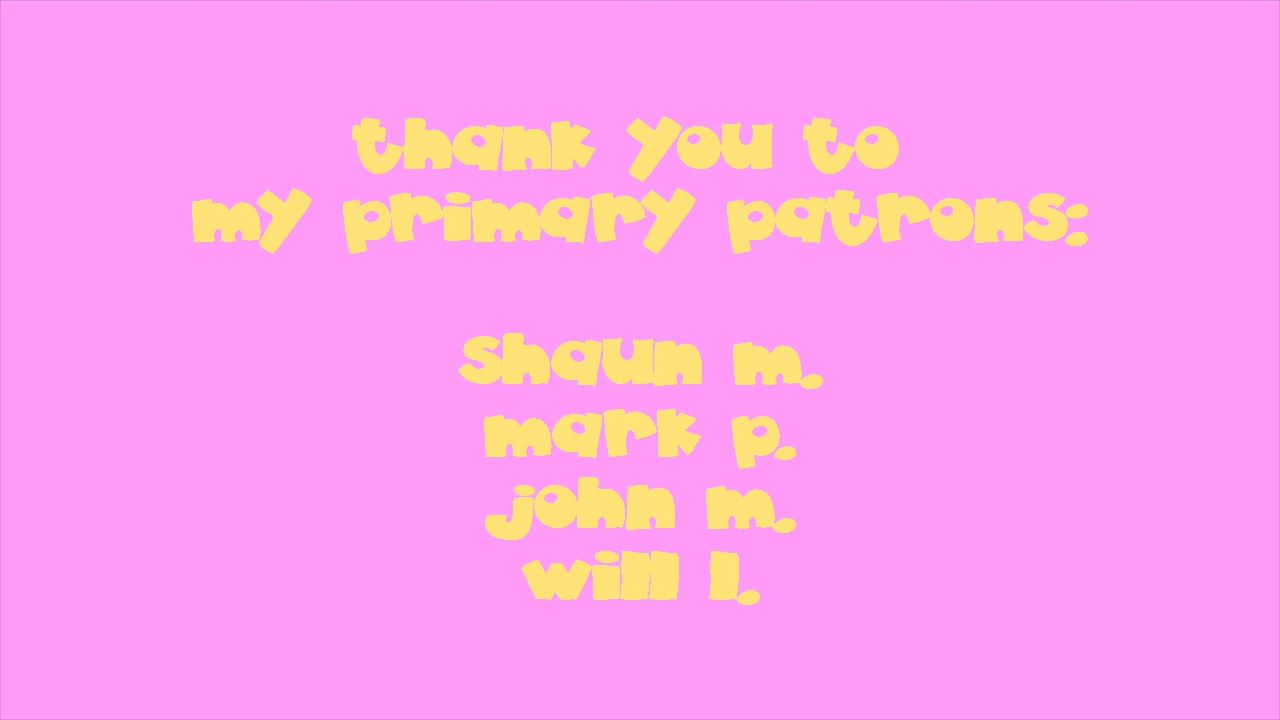 thank you to
my primary patrons:
shaun m.
mark p.
john m.
will l.